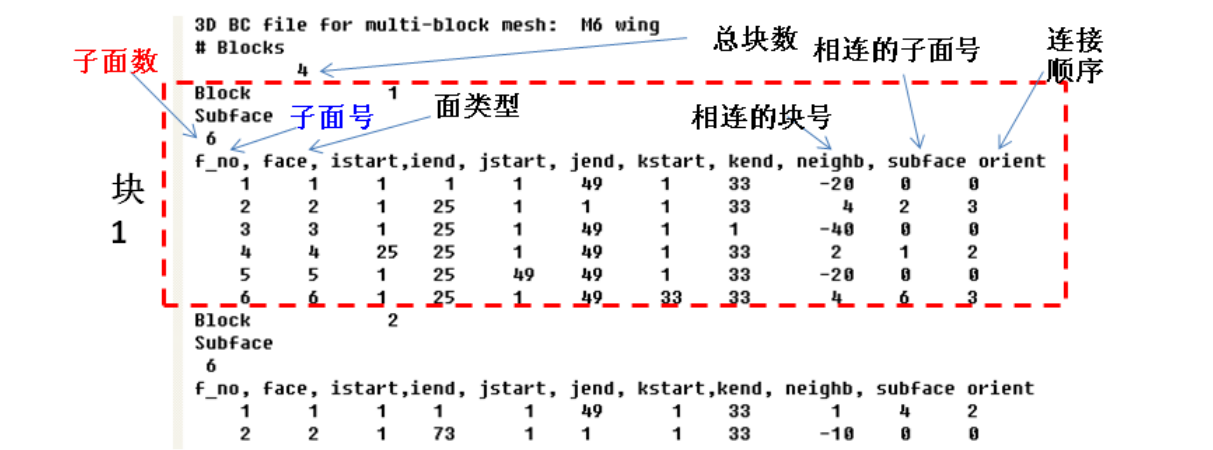 3D BC file for multi-block mesh:  M6 wing
# Blocks
4
总块数
相连的子面号
连接
顺序
子面数
Block 1
Subface
子面号
面类型
相连的块号
6
f_no, face, istart,iend, jstart, jend, kstart, kend, neighb, subface orient
1 1 1 1 1 49 1 33 -20 0 0
2 2 1 25 1 1 1 33 4 2 3
3 3 1 25 1 49 1 1 -40 0 0
4 4 25 25 1 49 1 33 2 1 2
5 5 1 25 49 49 1 33 -20 0 0
6 6 1 25 1 49 33 33 4 6 3
块
1
Block 2
Subface
6
f_no, face, istart,iend, jstart, jend, kstart,kend, neighb, subface orient
1 1 1 1 1 49 1 33 1 4 2
2 2 1 73 1 1 1 33 -10 0 0